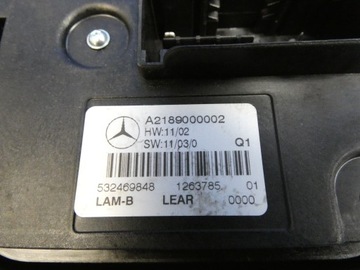 A2189000002
HW:11/02
SW:11/03/0 Q1
532469848 1263785 01
LAM-B LEAR 0000